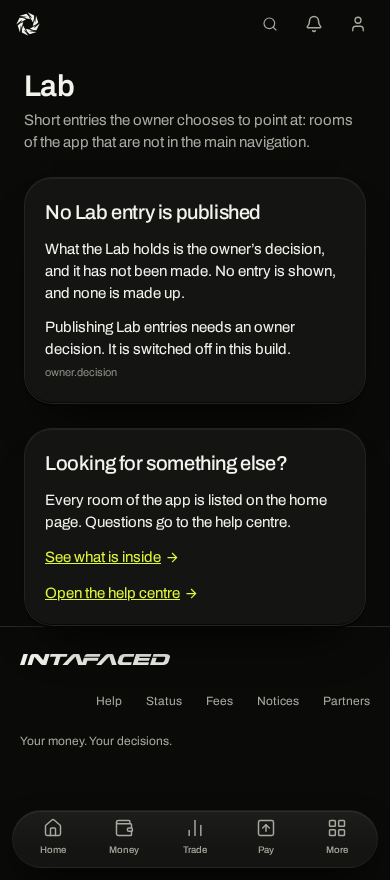 Lab
Short entries the owner chooses to point at: rooms
of the app that are not in the main navigation.
No Lab entry is published
What the Lab holds is the owner’s decision,
and it has not been made. No entry is shown,
and none is made up.
Publishing Lab entries needs an owner
decision. It is switched off in this build.
owner.decision
Looking for something else?
Every room of the app is listed on the home
page. Questions go to the help centre.
See what is inside →
Open the help centre →
INTAFACED
Help Status Fees Notices Partners
Your money. Your decisions.
Home Money Trade Pay More